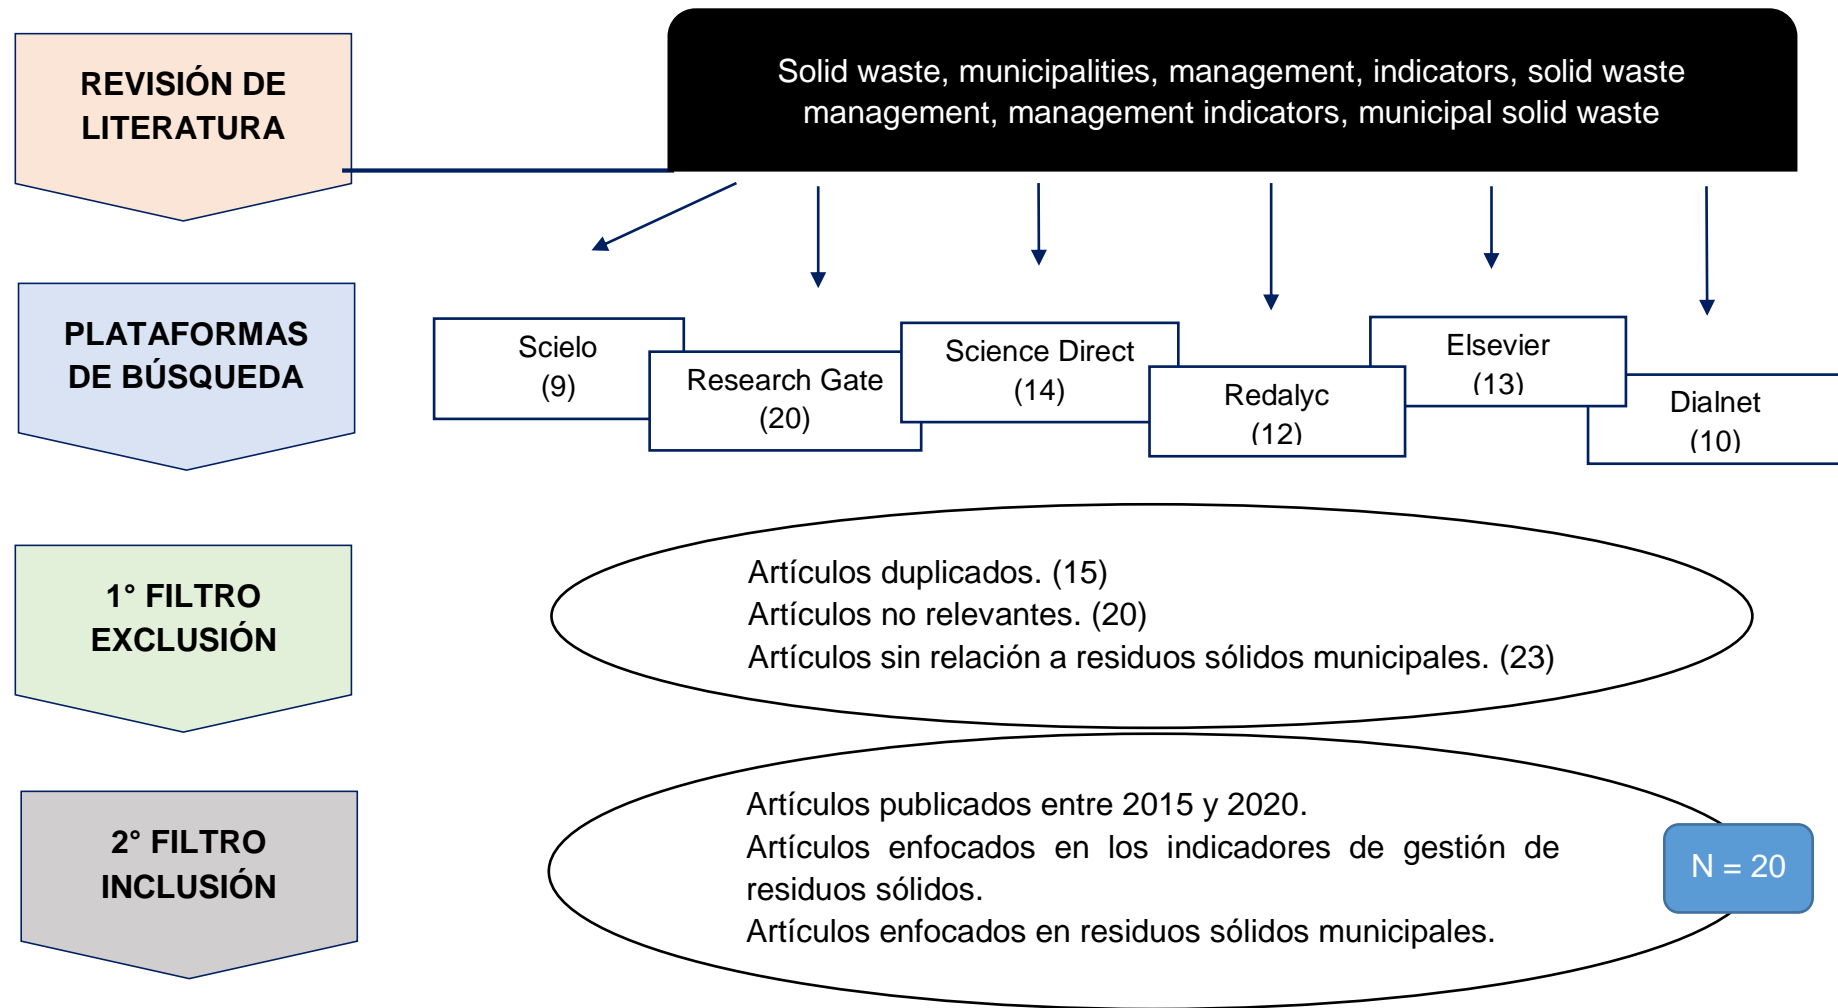 REVISIÓN DE
LITERATURA
Solid waste, municipalities, management, indicators, solid waste
management, management indicators, municipal solid waste
PLATAFORMAS
DE BÚSQUEDA
Scielo
(9)
Research Gate
(20)
Science Direct
(14)
Redalyc
(12)
Elsevier
(13)
Dialnet
(10)
1° FILTRO
EXCLUSIÓN
Artículos duplicados. (15)
Artículos no relevantes. (20)
Artículos sin relación a residuos sólidos municipales. (23)
2° FILTRO
INCLUSIÓN
Artículos publicados entre 2015 y 2020.
Artículos enfocados en los indicadores de gestión de
residuos sólidos.
Artículos enfocados en residuos sólidos municipales.
N = 20